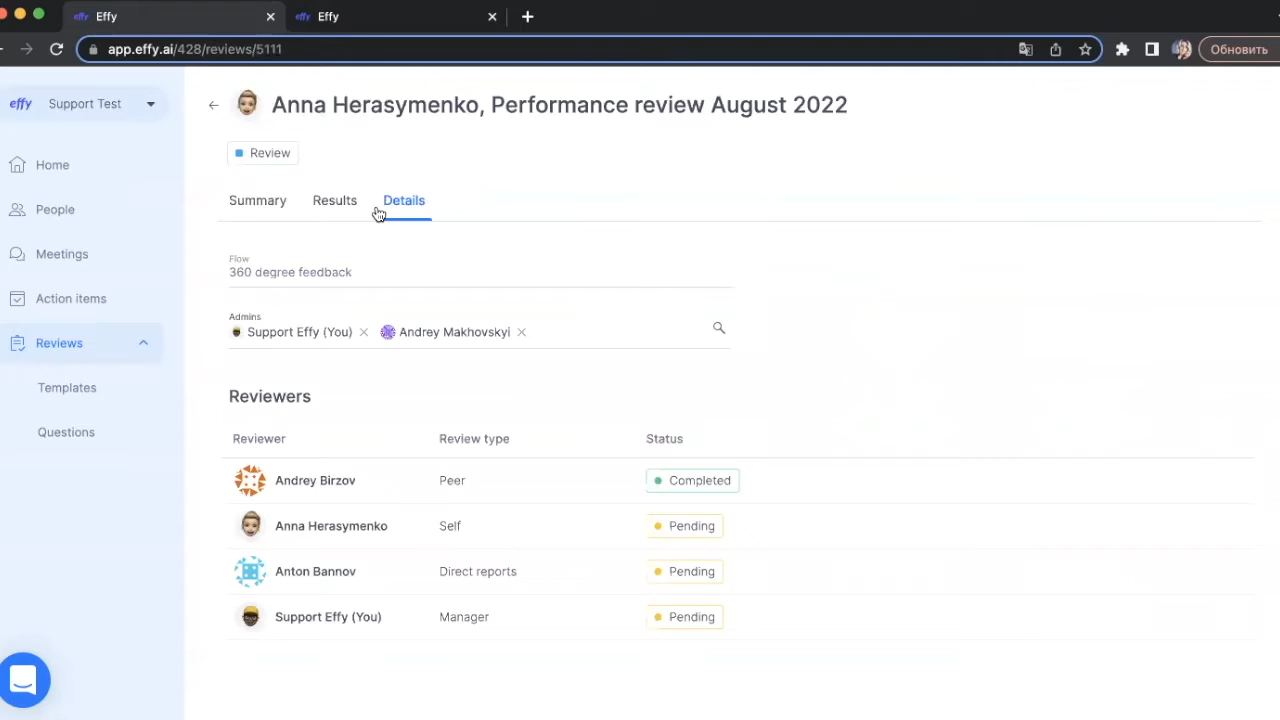 Effy
Effy
app.effy.ai/428/reviews/5111
Обновить
effy Support Test
Anna Herasymenko, Performance review August 2022
Review
Home
People
Meetings
Action items
Reviews
Templates
Questions
Summary Results Details
Flow
360 degree feedback
Admins
Support Effy (You) Andrey Makhovskyi
Reviewers
Reviewer Review type Status
Andrey Birzov Peer Completed
Anna Herasymenko Self Pending
Anton Bannov Direct reports Pending
Support Effy (You) Manager Pending